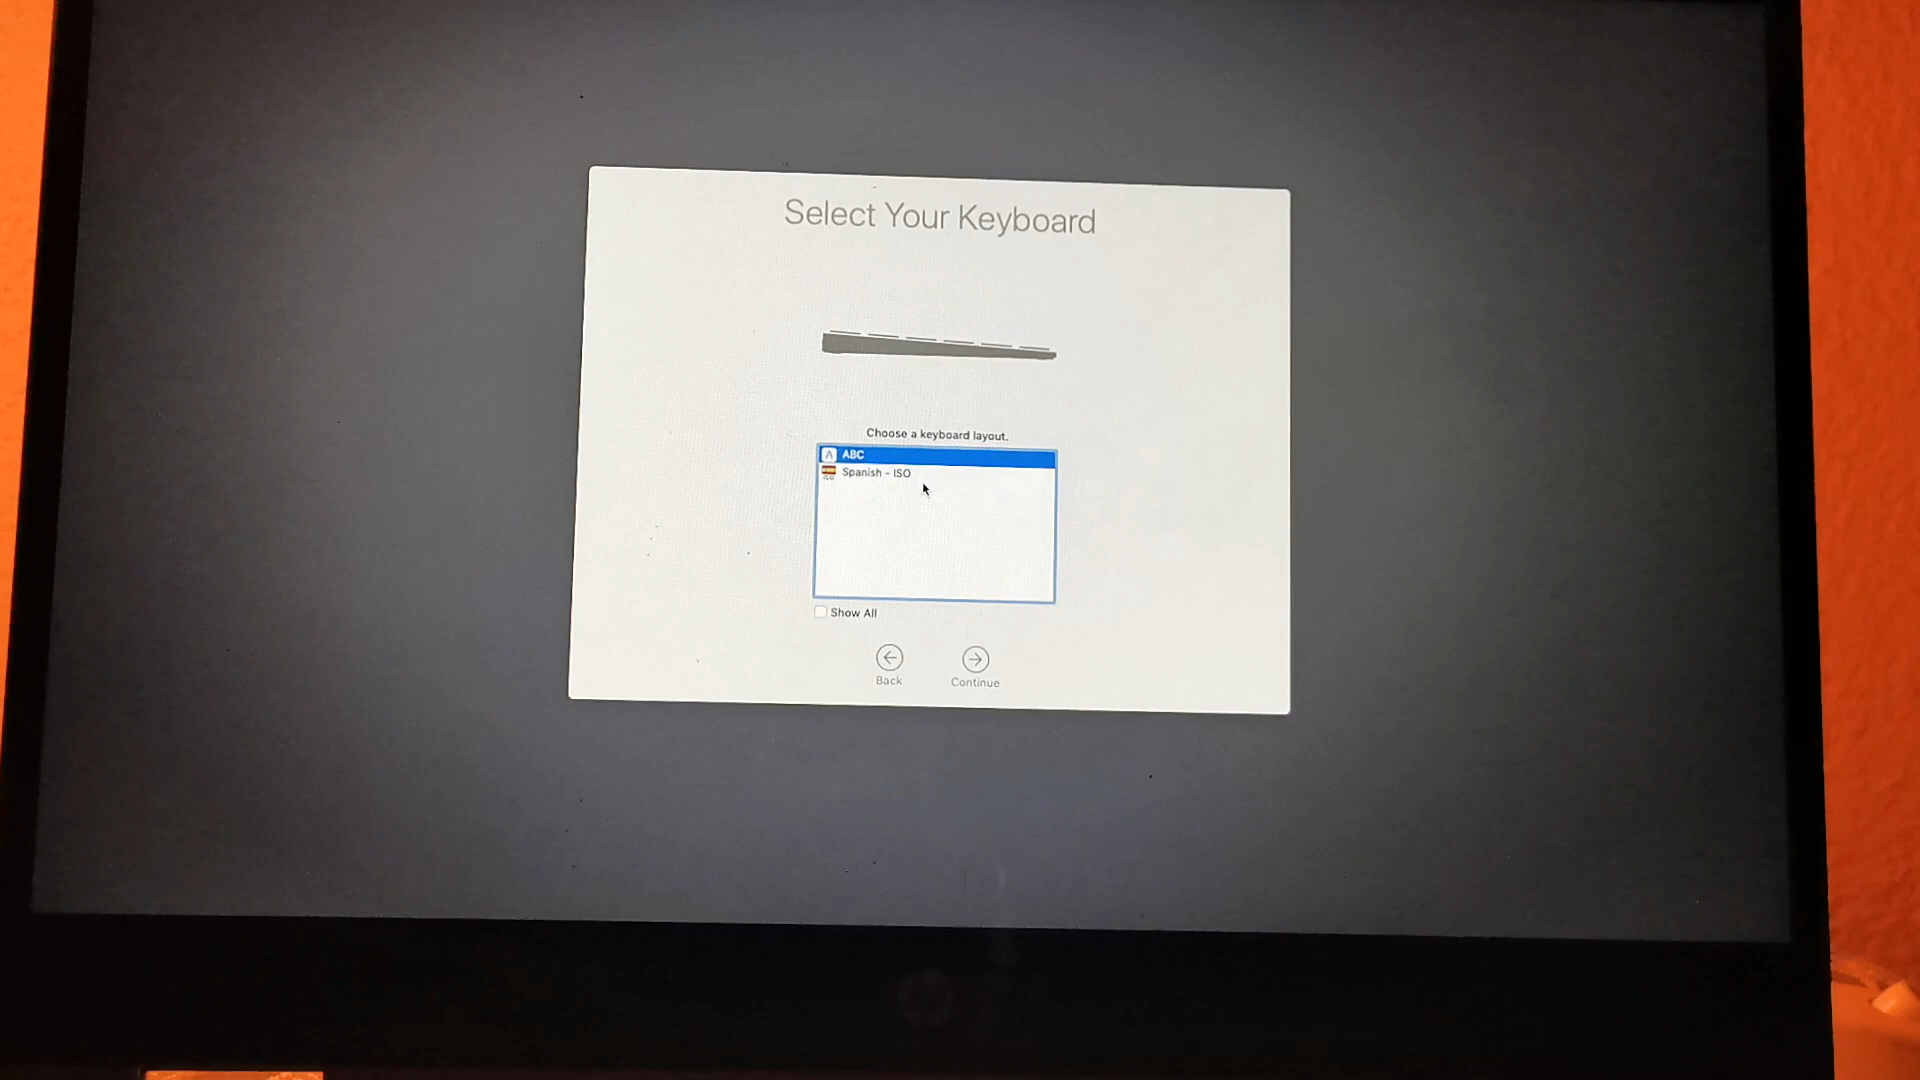 Select Your Keyboard
Choose a keyboard layout.
A ABC
Spanish - ISO
Show All
Back
Continue